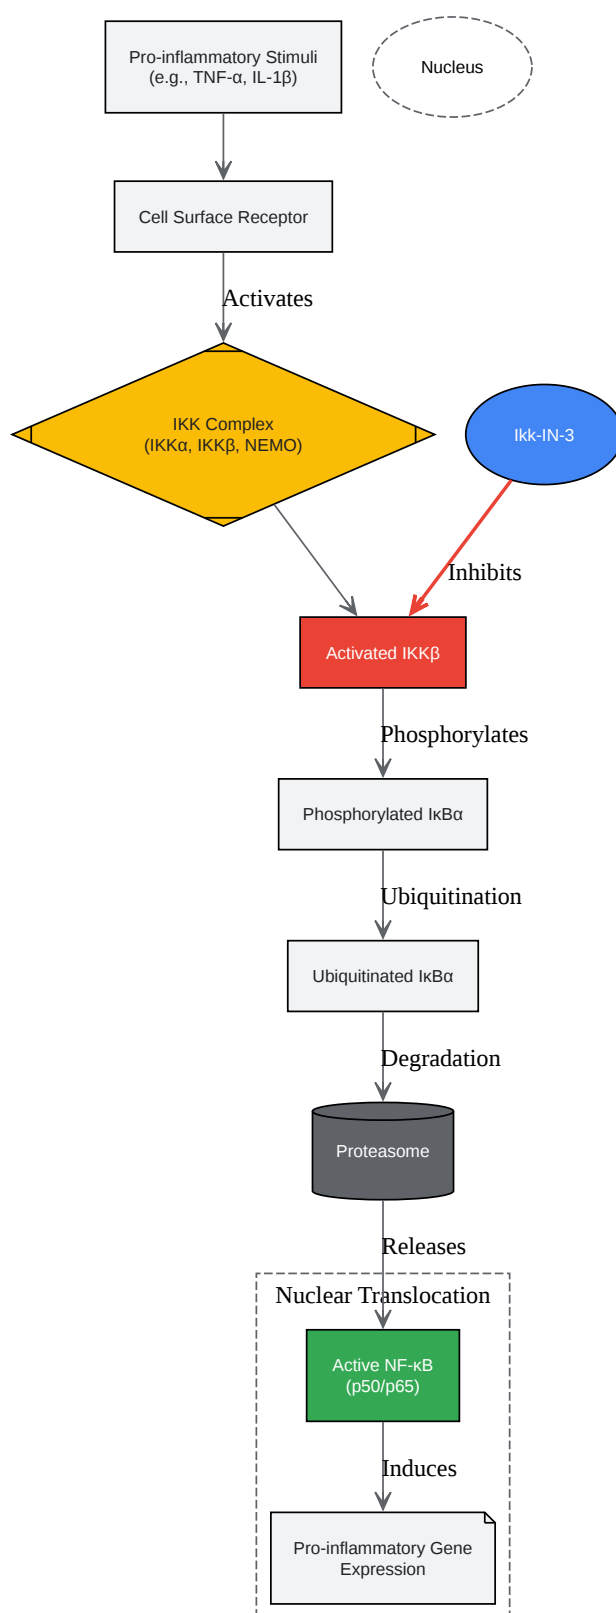 Pro-inflammatory Stimuli
(e.g., TNF-α, IL-1β)
Nucleus
Cell Surface Receptor
Activates
IKK Complex
(IKKα, IKKβ, NEMO)
Ikk-IN-3
Inhibits
Activated IKKβ
Phosphorylates
Phosphorylated IκBα
Ubiquitination
Ubiquitinated IκBα
Degradation
Proteasome
Releases
Nuclear Translocation
Active NF-κB
(p50/p65)
Induces
Pro-inflammatory Gene
Expression